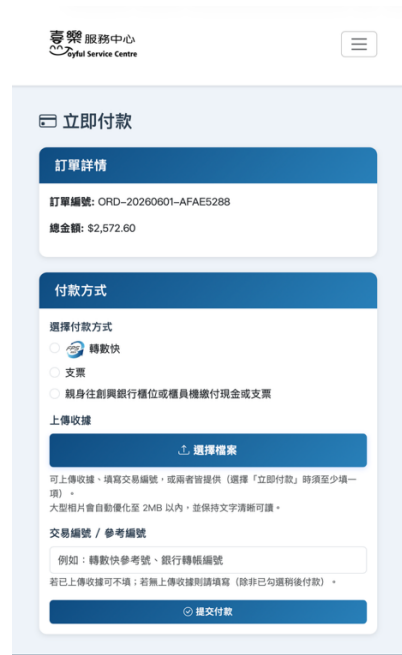 喜樂 服務中心
Joyful Service Centre
立即付款
訂單詳情
訂單編號: ORD-20260601-AFAE5288
總金額: $2,572.60
付款方式
選擇付款方式
轉數快
支票
親身往創興銀行櫃位或櫃員機繳付現金或支票
上傳收據
選擇檔案
可上傳收據、填寫交易編號,或兩者皆提供(選擇「立即付款」時須至少填一
項)。
大型相片會自動優化至 2MB 以內,並保持文字清晰可讀。
交易編號 / 參考編號
例如:轉數快參考號、銀行轉帳編號
若已上傳收據可不填;若無上傳收據則請填寫(除非已勾選稍後付款)。
提交付款